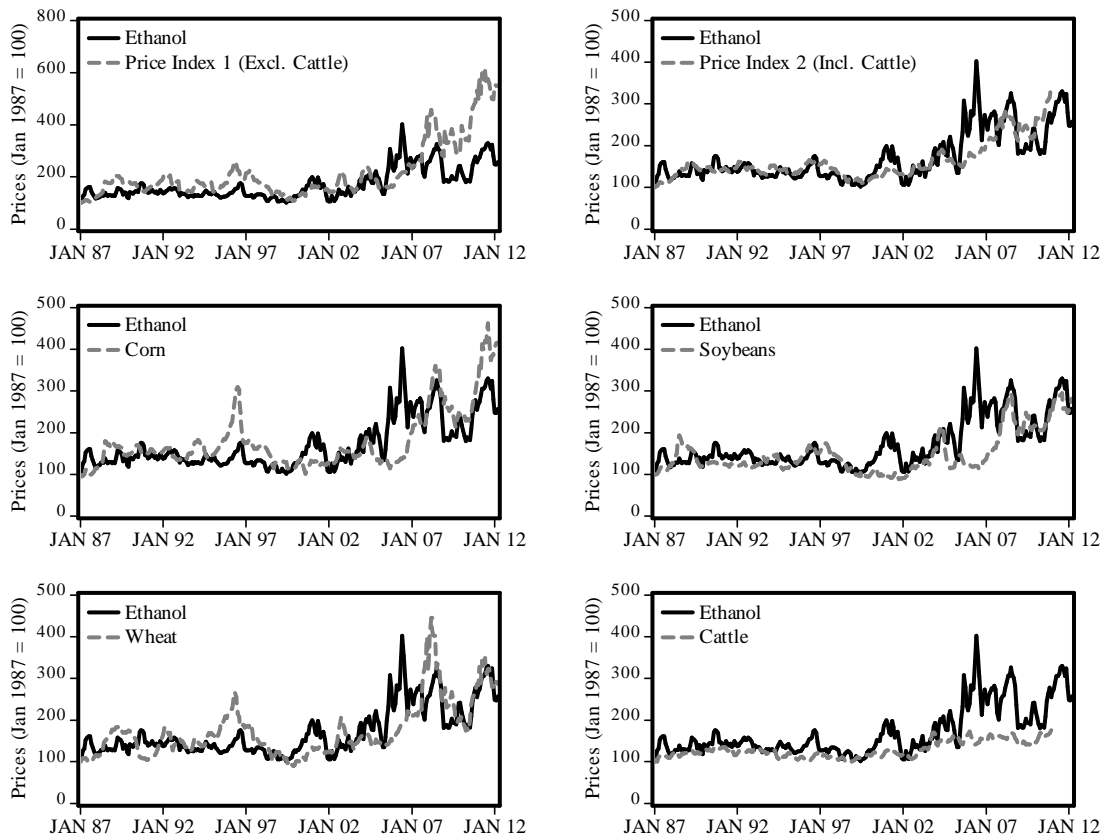 Prices (Jan 1987 = 100)
800
600
400
200
0
Ethanol
Price Index 1 (Excl. Cattle)
JAN 87 JAN 92 JAN 97 JAN 02 JAN 07 JAN 12
Prices (Jan 1987 = 100)
500
400
300
200
100
0
Ethanol
Price Index 2 (Incl. Cattle)
JAN 87 JAN 92 JAN 97 JAN 02 JAN 07 JAN 12
Prices (Jan 1987 = 100)
500
400
300
200
100
0
Ethanol
Corn
JAN 87 JAN 92 JAN 97 JAN 02 JAN 07 JAN 12
Prices (Jan 1987 = 100)
500
400
300
200
100
0
Ethanol
Soybeans
JAN 87 JAN 92 JAN 97 JAN 02 JAN 07 JAN 12
Prices (Jan 1987 = 100)
500
400
300
200
100
0
Ethanol
Wheat
JAN 87 JAN 92 JAN 97 JAN 02 JAN 07 JAN 12
Prices (Jan 1987 = 100)
500
400
300
200
100
0
Ethanol
Cattle
JAN 87 JAN 92 JAN 97 JAN 02 JAN 07 JAN 12